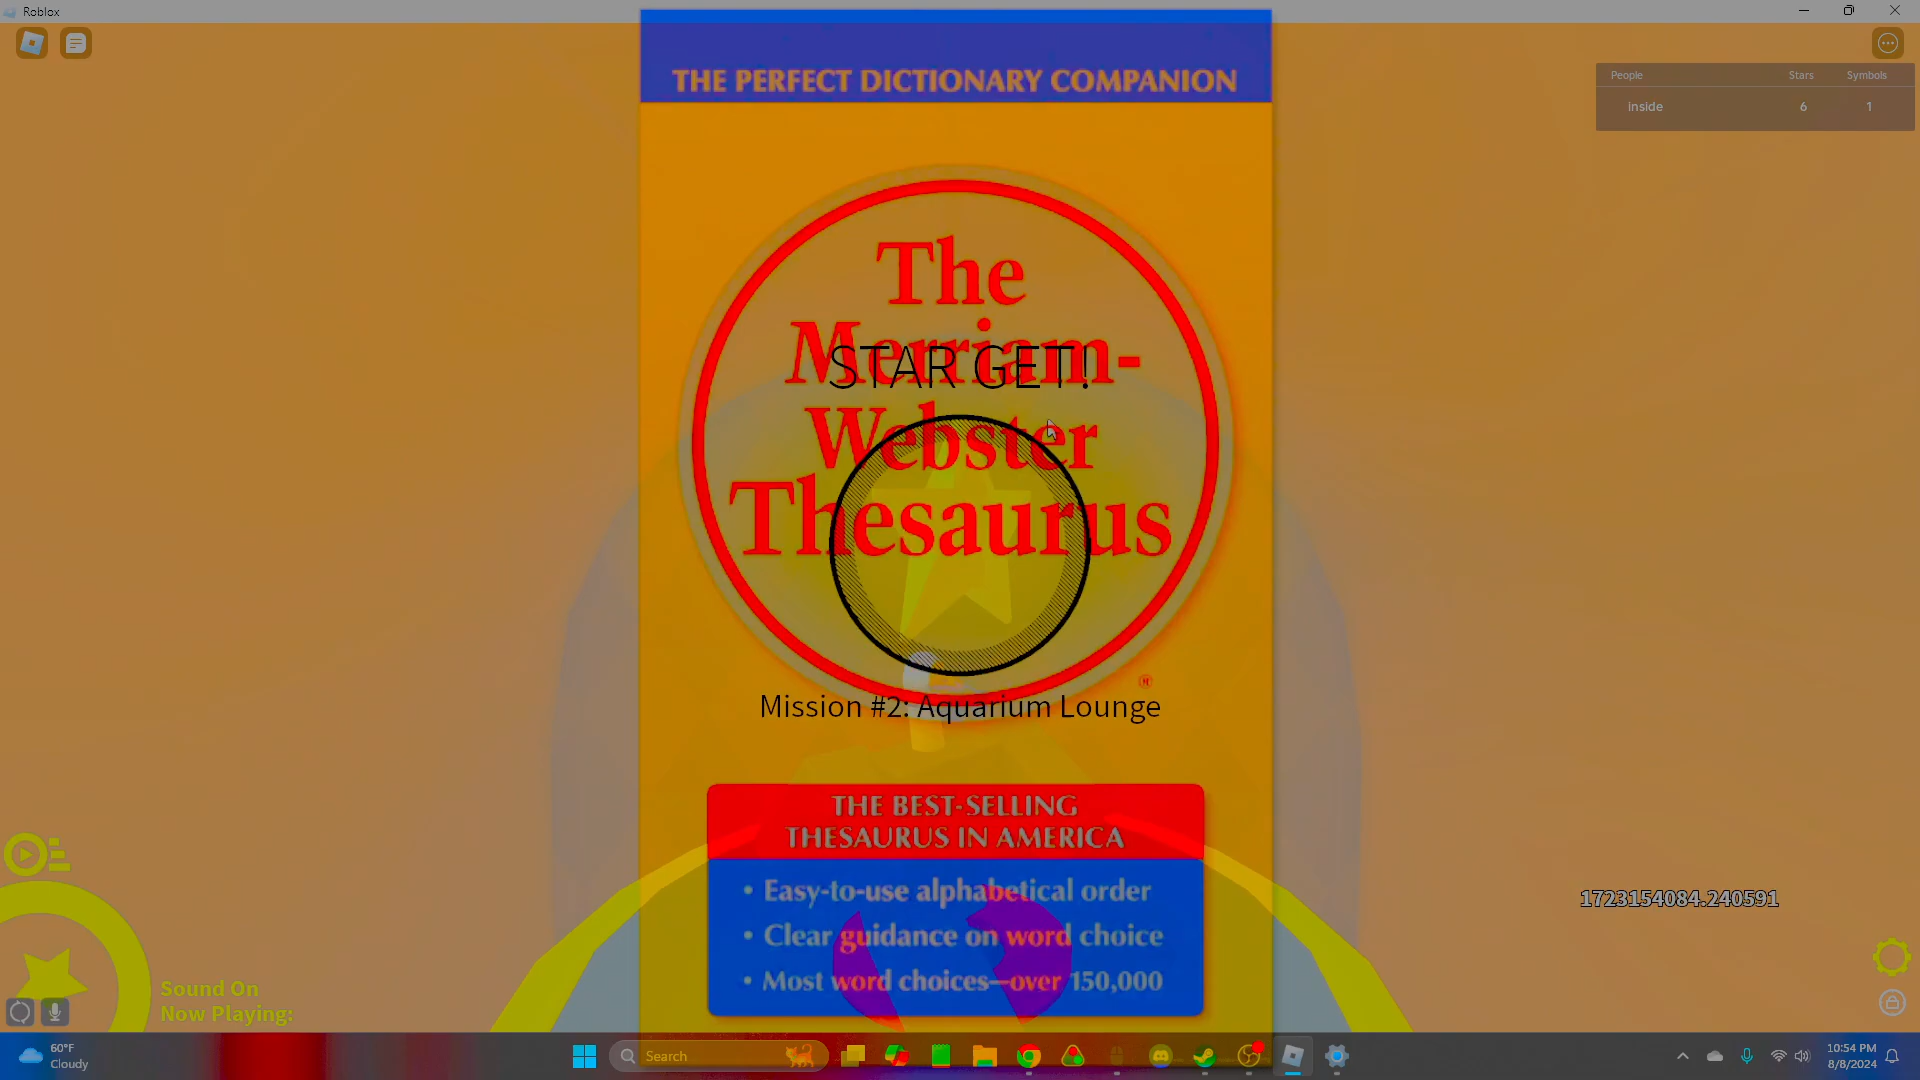 Roblox
THE PERFECT DICTIONARY COMPANION
People Stars Symbols
inside 6 1
The
Merriam-
STAR GET!
Webster
Thesaurus
Mission #2: Aquarium Lounge
THE BEST-SELLING
THESAURUS IN AMERICA
• Easy-to-use alphabetical order
• Clear guidance on word choice
• Most word choices—over 150,000
1723154084.240591
Sound On
Now Playing:
60°F
Cloudy
Search
10:54 PM
8/8/2024